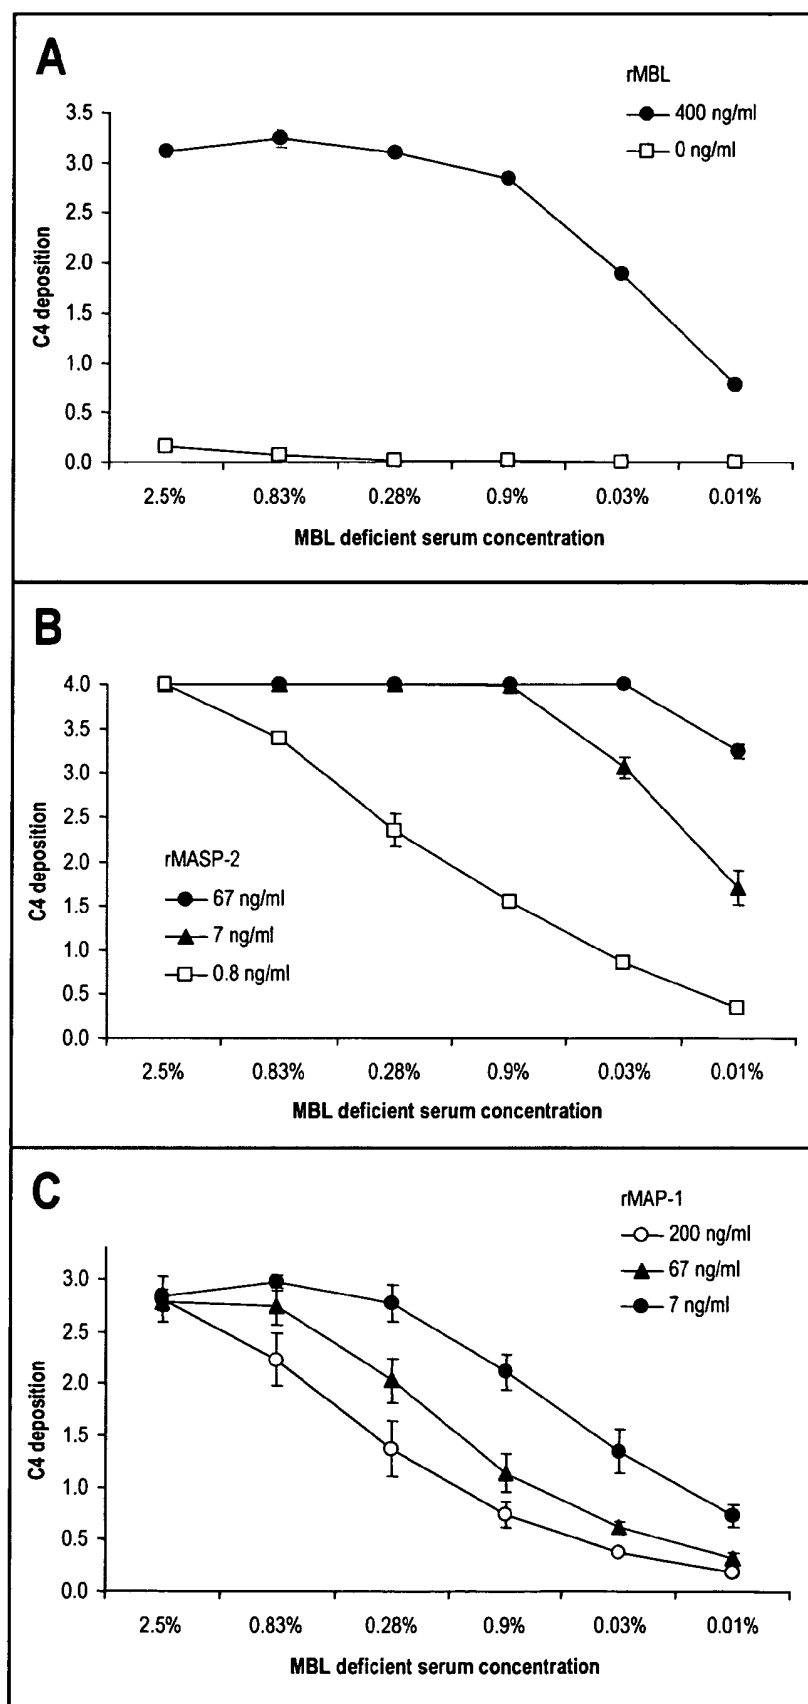 A
rMBL
400 ng/ml
0 ng/ml
3.5
3.0
2.5
2.0
1.5
1.0
0.5
0.0
C4 deposition
2.5% 0.83% 0.28% 0.9% 0.03% 0.01%
MBL deficient serum concentration
B
4.0
3.5
3.0
2.5
2.0
1.5
1.0
0.5
0.0
C4 deposition
rMASP-2
67 ng/ml
7 ng/ml
0.8 ng/ml
2.5% 0.83% 0.28% 0.9% 0.03% 0.01%
MBL deficient serum concentration
C
rMAP-1
200 ng/ml
67 ng/ml
7 ng/ml
3.0
2.5
2.0
1.5
1.0
0.5
0.0
C4 deposition
2.5% 0.83% 0.28% 0.9% 0.03% 0.01%
MBL deficient serum concentration